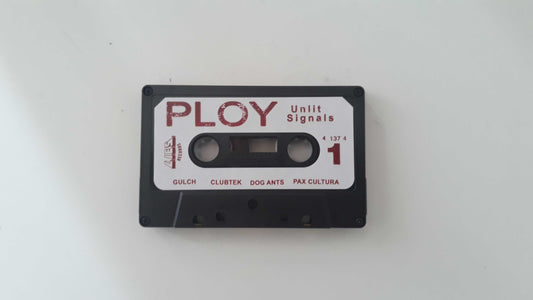 PLOY
Unlit
Signals
4 137 4
1
GULCH CLUBTEK DOG ANTS PAX CULTURA